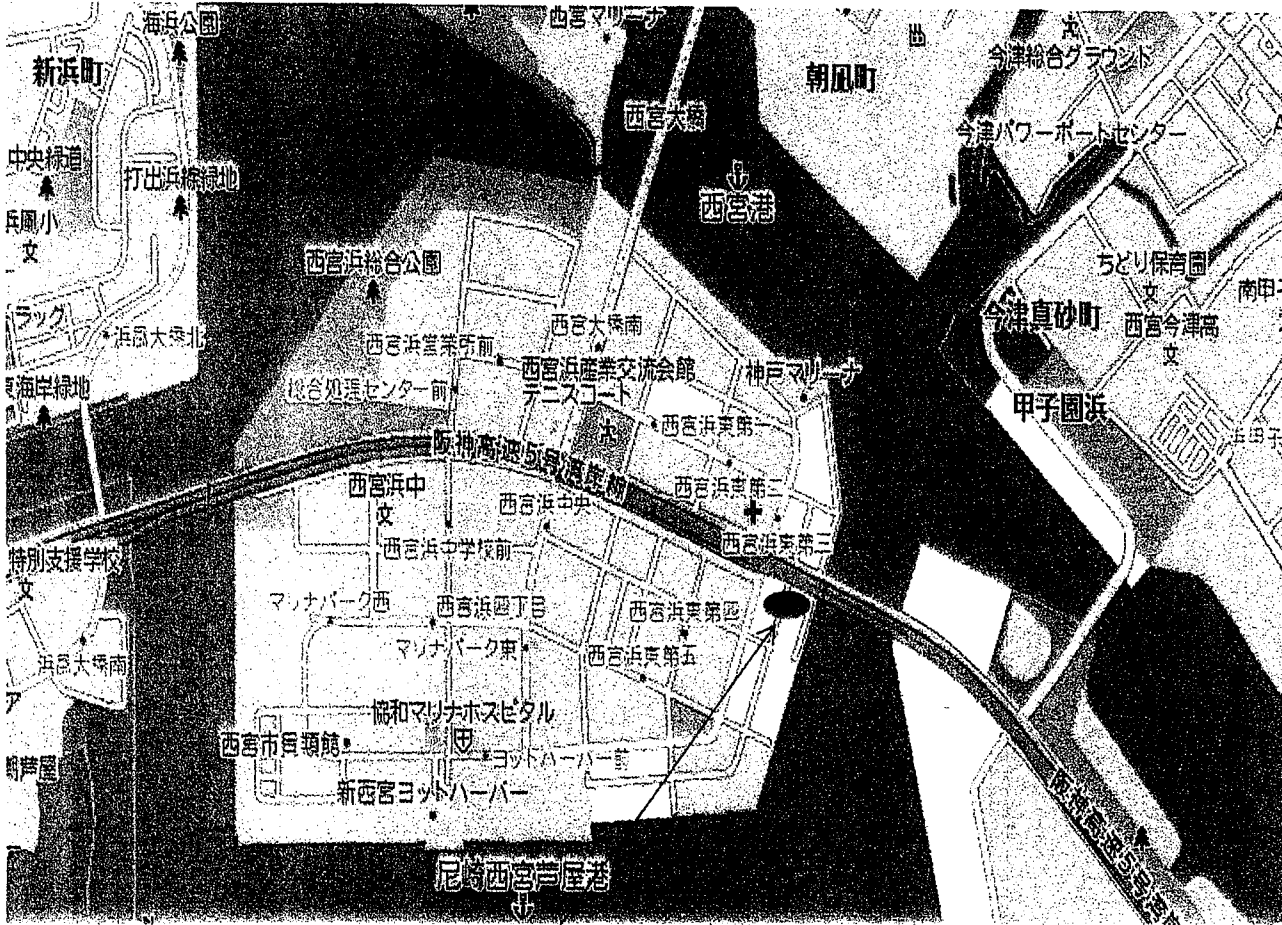 海浜公園
西宮マリーナ
新浜町
今津総合グラウンド
朝凪町
西宮大橋
今津パワーボートセンター
中央緑道
打出浜線緑地
西宮港
浜風小
文
西宮浜総合公園
ちどり保育園
文
南甲子
ラッグ
今津真砂町
西宮今津高
文
浜風大橋北
西宮大橋南
西宮浜営業所前
西宮浜産業交流会館
テニスコート
神戸マリーナ
総合処理センター前
東海岸緑地
甲子園浜
西宮浜東第一
阪神高速5号湾岸線
西宮浜中
文
西宮浜東第二
西宮浜中央
西宮浜東第三
西宮浜中学校前
特別支援学校
文
マリナパーク西
西宮浜四丁目
西宮浜東第四
マリナパーク東
西宮浜東第五
浜風大橋南
ア
協和マリナホスピタル
西宮市貝類館
ヨットハーバー前
潮芦屋
新西宮ヨットハーバー
阪神高速5号湾岸
尼崎西宮芦屋港